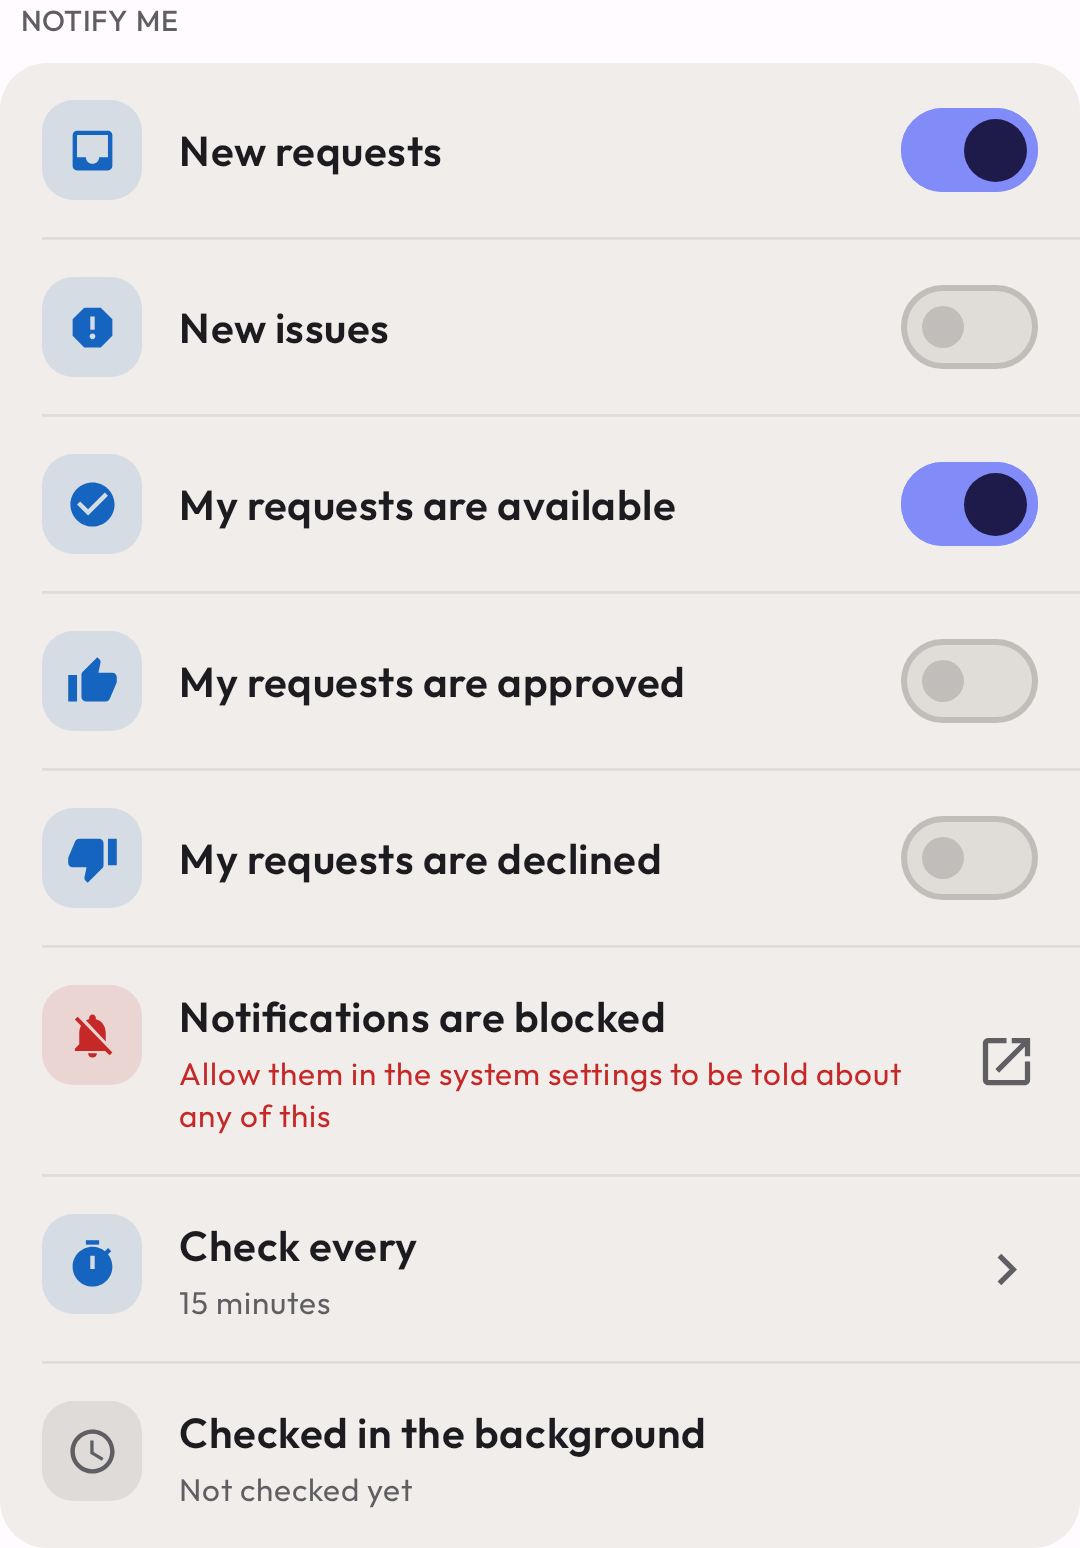 NOTIFY ME
New requests
New issues
My requests are available
My requests are approved
My requests are declined
Notifications are blocked
Allow them in the system settings to be told about
any of this
Check every
15 minutes
Checked in the background
Not checked yet